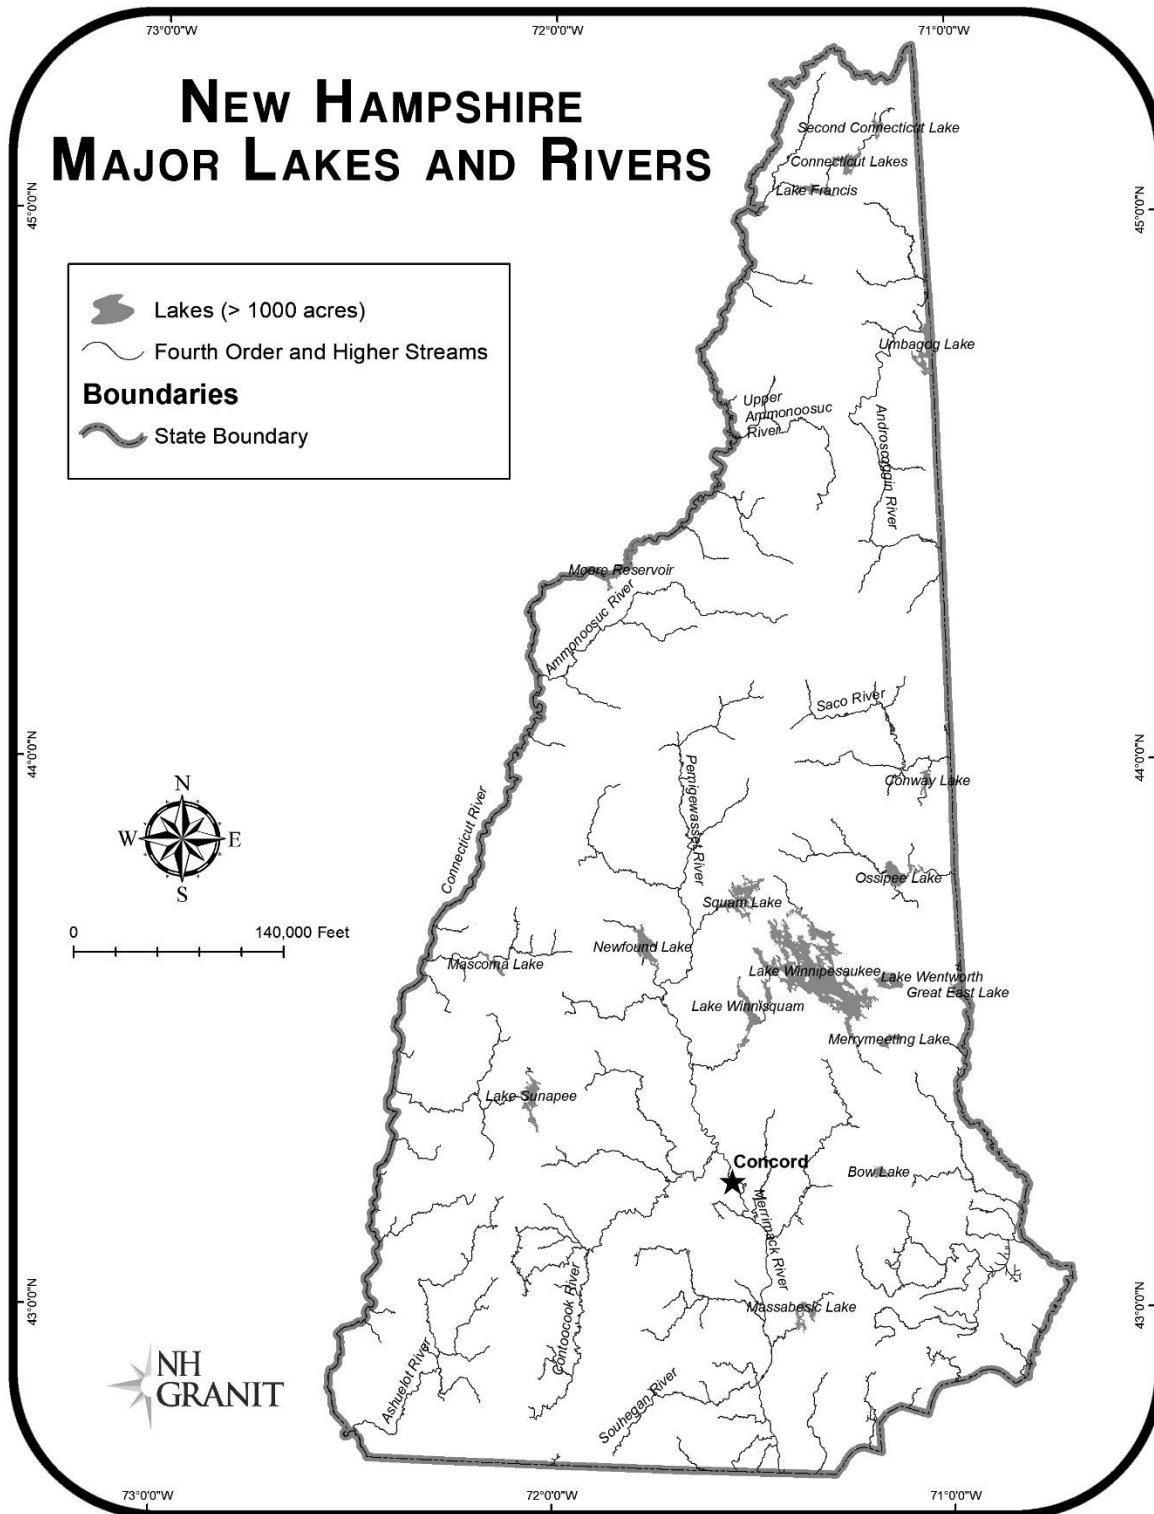 73°0'0"W 72°0'0"W 71°0'0"W
NEW HAMPSHIRE
MAJOR LAKES AND RIVERS
Second Connecticut Lake
Connecticut Lakes
Lake Francis
45°0'0"N
45°0'0"N
Lakes (> 1000 acres)
Fourth Order and Higher Streams
Boundaries
State Boundary
Umbagog Lake
Upper
Ammonoosuc
River
Androscoggin River
Moore Reservoir
Ammonoosuc River
Saco River
44°0'0"N
44°0'0"N
Conway Lake
Pemigewasset River
Connecticut River
N
W E
S
0 140,000 Feet
Ossipee Lake
Squam Lake
Newfound Lake
Mascoma Lake
Lake Winnipesaukee
Lake Wentworth
Great East Lake
Lake Winnisquam
Merrymeeting Lake
Lake Sunapee
Concord
Bow Lake
Merrimack River
43°0'0"N
43°0'0"N
Massabesic Lake
Contoocook River
Ashuelot River
Souhegan River
NH
GRANIT
73°0'0"W 72°0'0"W 71°0'0"W